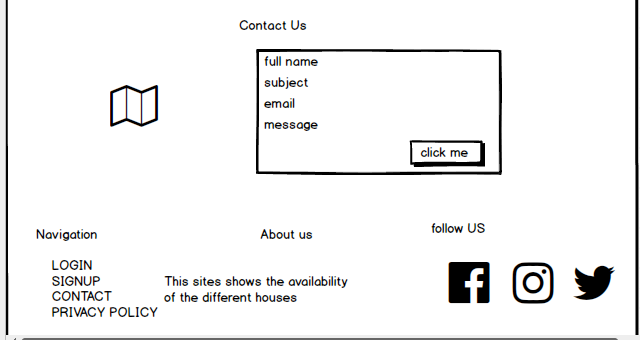 Contact Us
full name
subject
email
message
click me
Navigation
About us
follow US
LOGIN
SIGNUP
CONTACT
PRIVACY POLICY
This sites shows the availability
of the different houses